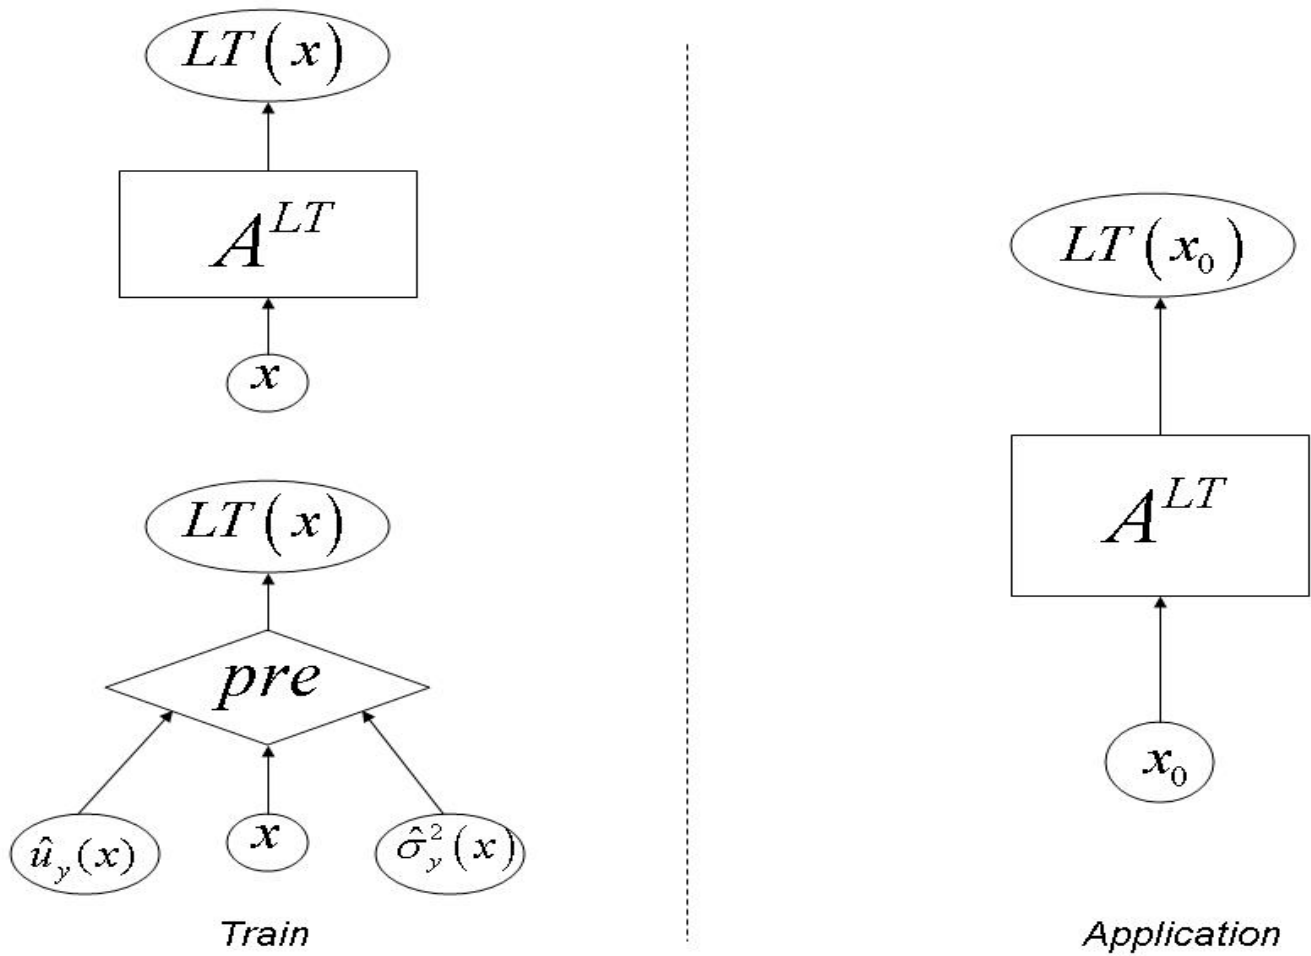 LT(x)
A^{LT}
x
LT(x)
pre
û_y(x) x σ̂_y^2(x)
Train
LT(x_0)
A^{LT}
x_0
Application